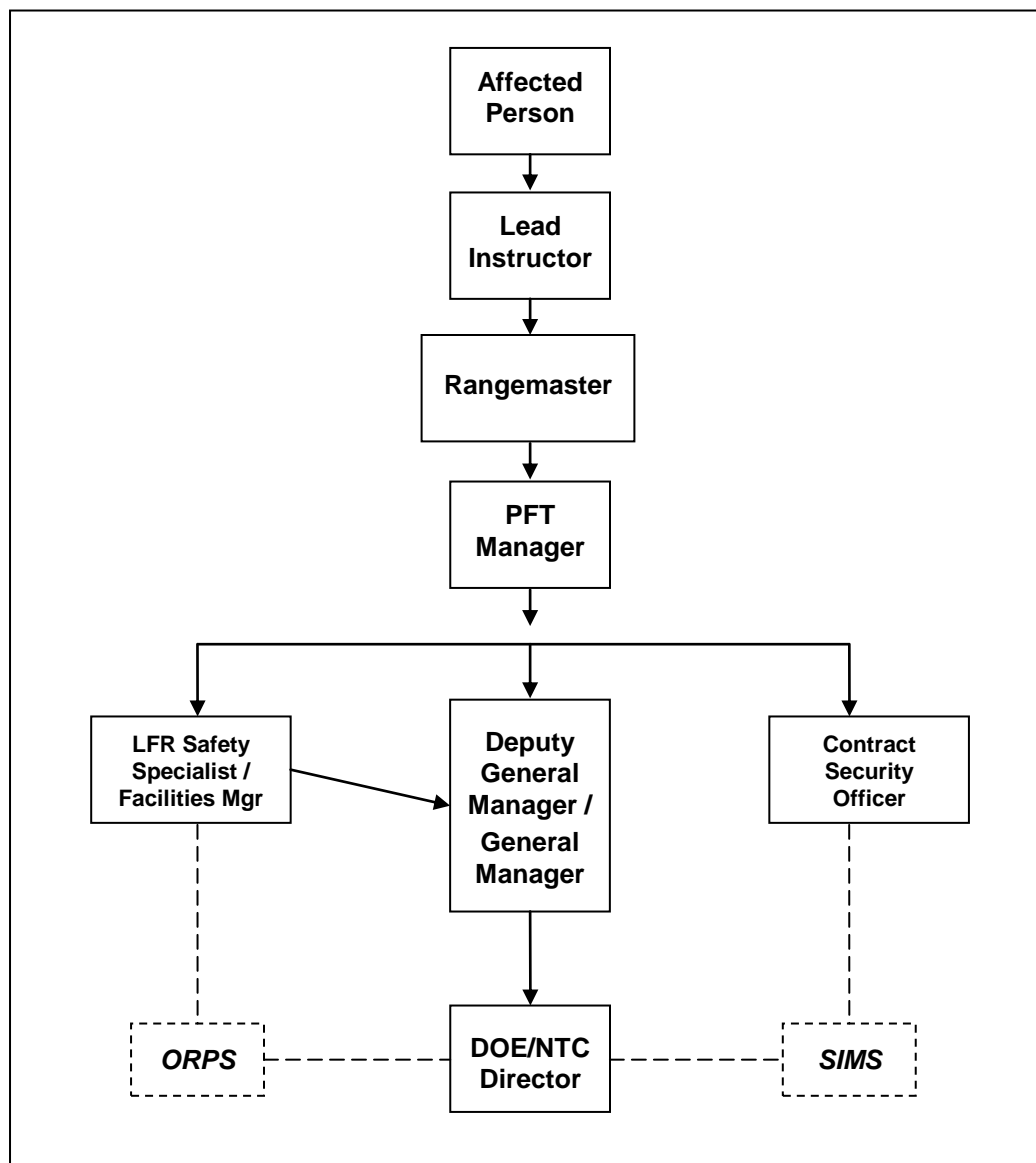 Affected
Person
Lead
Instructor
Rangemaster
PFT
Manager
LFR Safety
Specialist /
Facilities Mgr
Deputy
General
Manager /
General
Manager
Contract
Security
Officer
ORPS
DOE/NTC
Director
SIMS